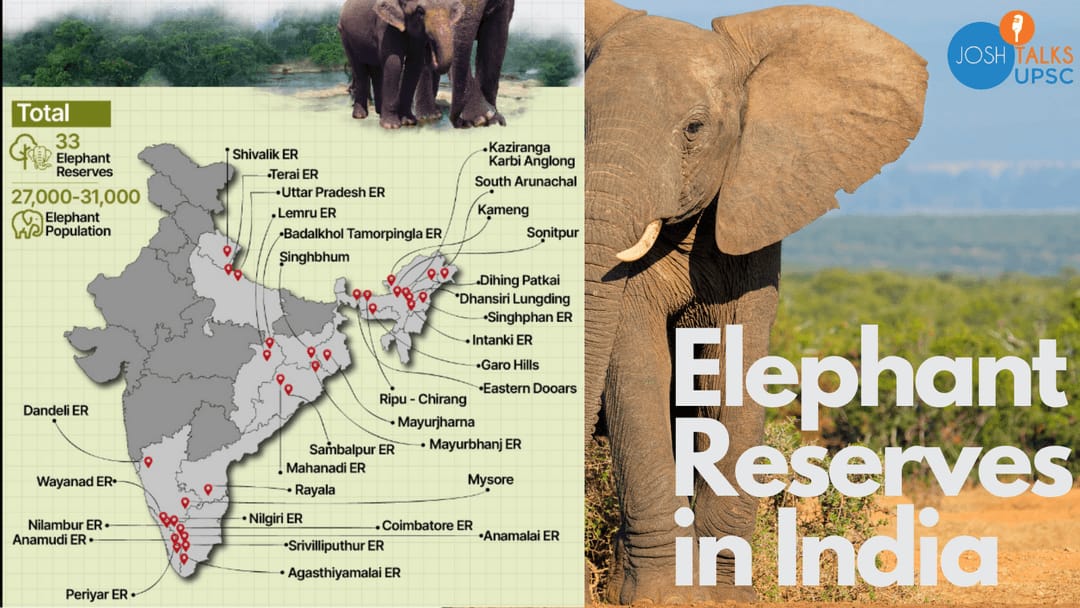 Total
33
Elephant
Reserves
27,000-31,000
Elephant
Population
Shivalik ER
Terai ER
Uttar Pradesh ER
Lemru ER
Badalkhol Tamorpingla ER
Singhbhum
Kaziranga
Karbi Anglong
South Arunachal
Kameng
Sonitpur
Dihing Patkai
Dhansiri Lungding
Singhphan ER
Intanki ER
Garo Hills
Eastern Dooars
Ripu - Chirang
Mayurjharna
Mayurbhanj ER
Sambalpur ER
Mahanadi ER
Rayala
Mysore
Dandeli ER
Wayanad ER
Nilambur ER
Anamudi ER
Periyar ER
Nilgiri ER
Coimbatore ER
Anamalai ER
Srivilliputhur ER
Agasthiyamalai ER
JOSH TALKS
UPSC
Elephant
Reserves
in India